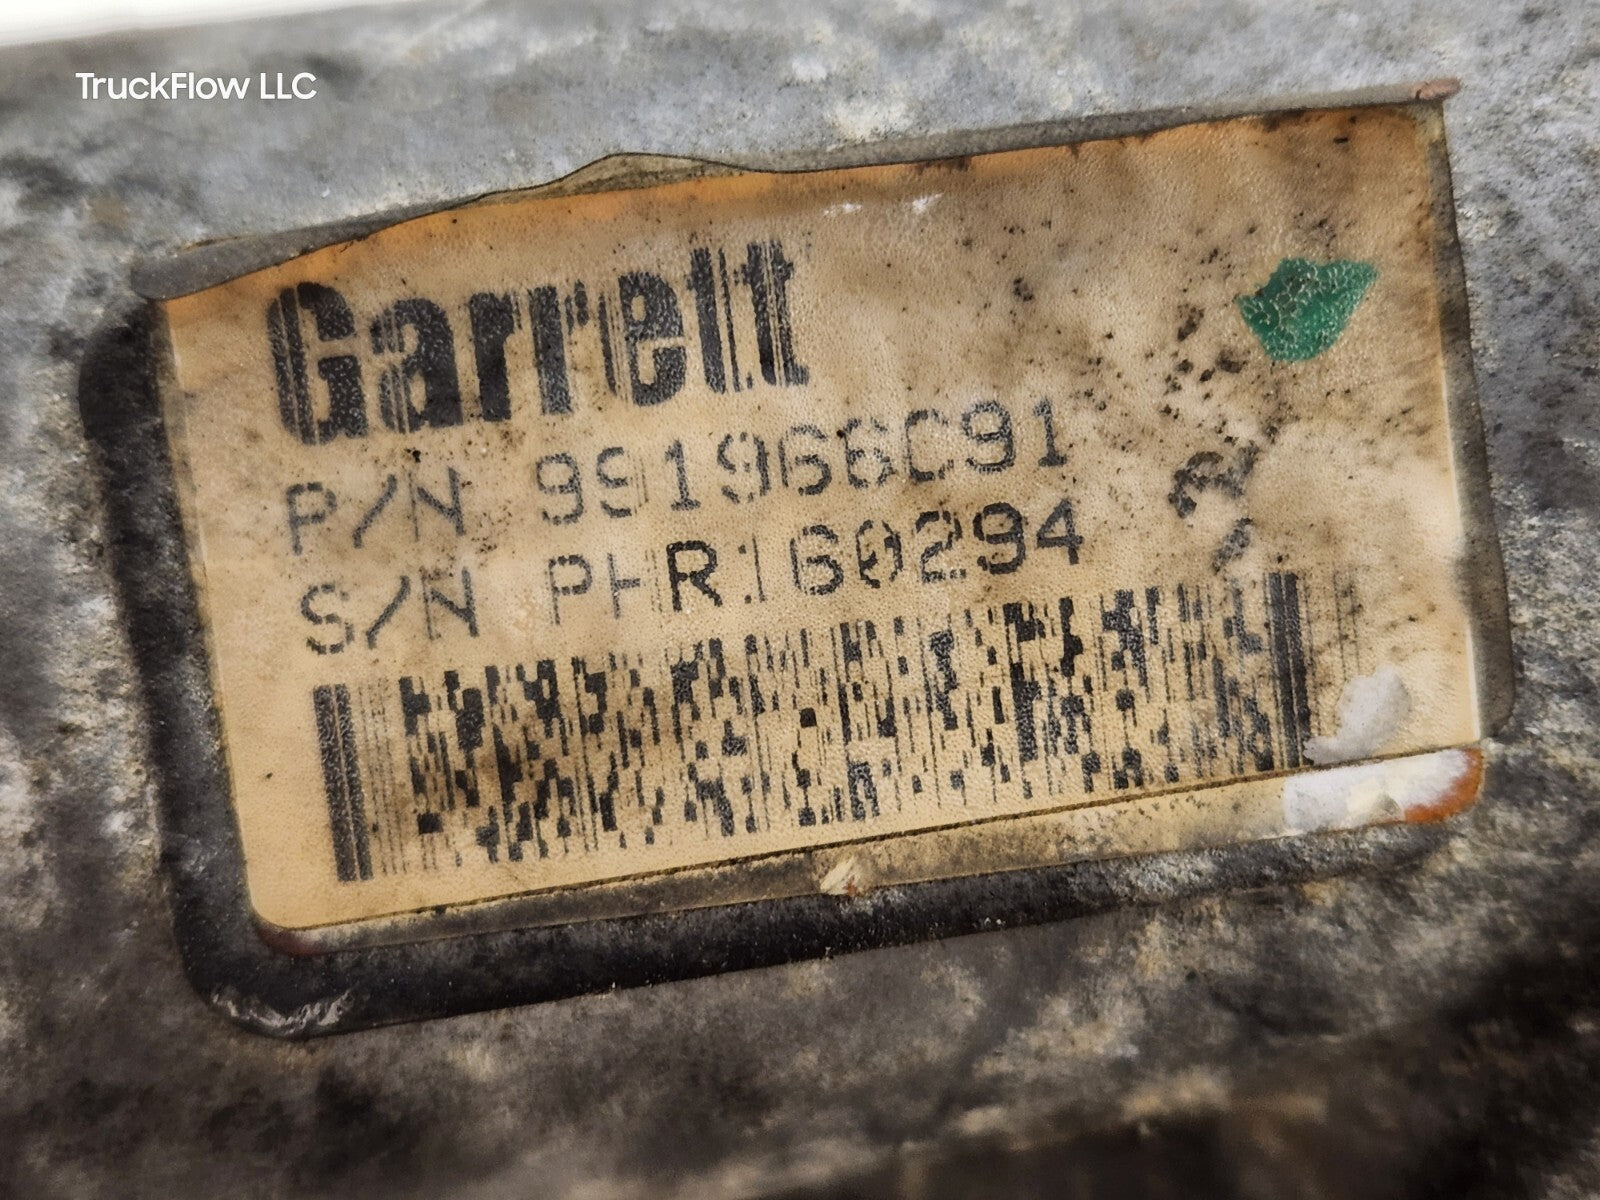 TruckFlow LLC
Garrett
P/N 991966C91
S/N PHR160294